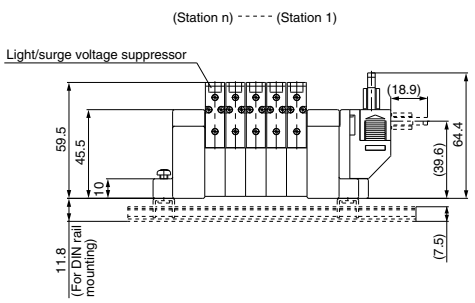 (Station n) ----- (Station 1)
Light/surge voltage suppressor
(18.9)
59.5
45.5
10
(39.6)
64.4
11.8
(For DIN rail
mounting)
(7.5)